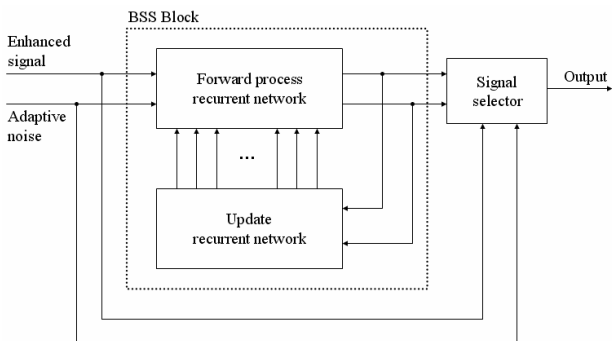 BSS Block
Enhanced
signal
Adaptive
noise
Forward process
recurrent network
Signal
selector
Output
...
Update
recurrent network